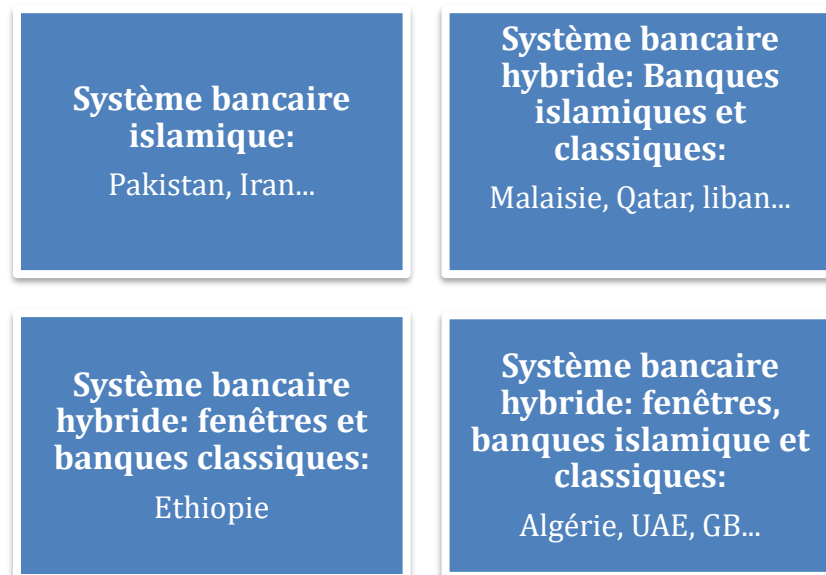 Système bancaire
islamique:
Pakistan, Iran...
Système bancaire
hybride: Banques
islamiques et
classiques:
Malaisie, Qatar, liban...
Système bancaire
hybride: fenêtres et
banques classiques:
Ethiopie
Système bancaire
hybride: fenêtres,
banques islamique et
classiques:
Algérie, UAE, GB...